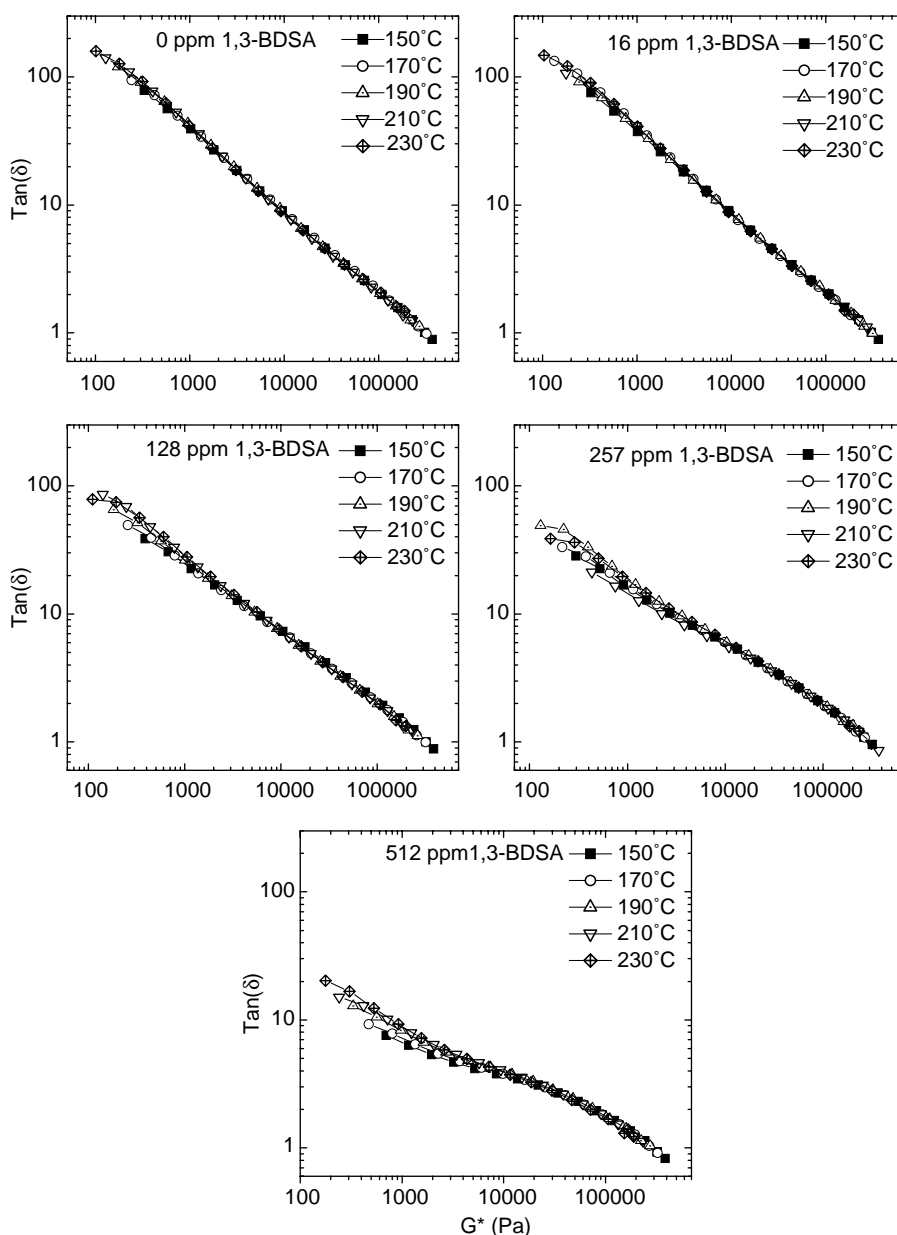 0 ppm 1,3-BDSA
150°C
170°C
190°C
210°C
230°C
Tan(δ)
100
10
1
100 1000 10000 100000
16 ppm 1,3-BDSA
150°C
170°C
190°C
210°C
230°C
100
10
1
100 1000 10000 100000
128 ppm 1,3-BDSA
150°C
170°C
190°C
210°C
230°C
Tan(δ)
100
10
1
100 1000 10000 100000
257 ppm 1,3-BDSA
150°C
170°C
190°C
210°C
230°C
100
10
1
100 1000 10000 100000
512 ppm1,3-BDSA
150°C
170°C
190°C
210°C
230°C
Tan(δ)
100
10
1
100 1000 10000 100000
G* (Pa)